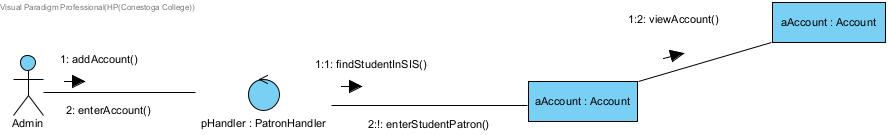 Visual Paradigm Professional(HP(Conestoga College))
1:2: viewAccount()
aAccount : Account
1: addAccount()
1:1: findStudentInSIS()
2: enterAccount()
aAccount : Account
Admin
pHandler : PatronHandler
2:!: enterStudentPatron()